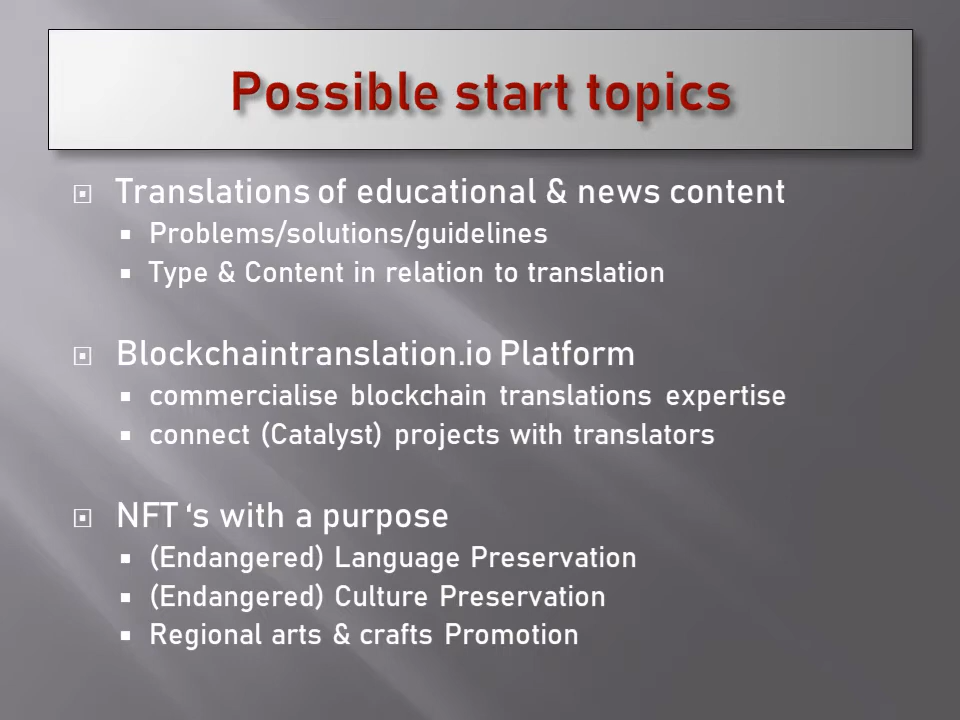 Possible start topics
Translations of educational & news content
Problems/solutions/guidelines
Type & Content in relation to translation
Blockchaintranslation.io Platform
commercialise blockchain translations expertise
connect (Catalyst) projects with translators
NFT ‘s with a purpose
(Endangered) Language Preservation
(Endangered) Culture Preservation
Regional arts & crafts Promotion